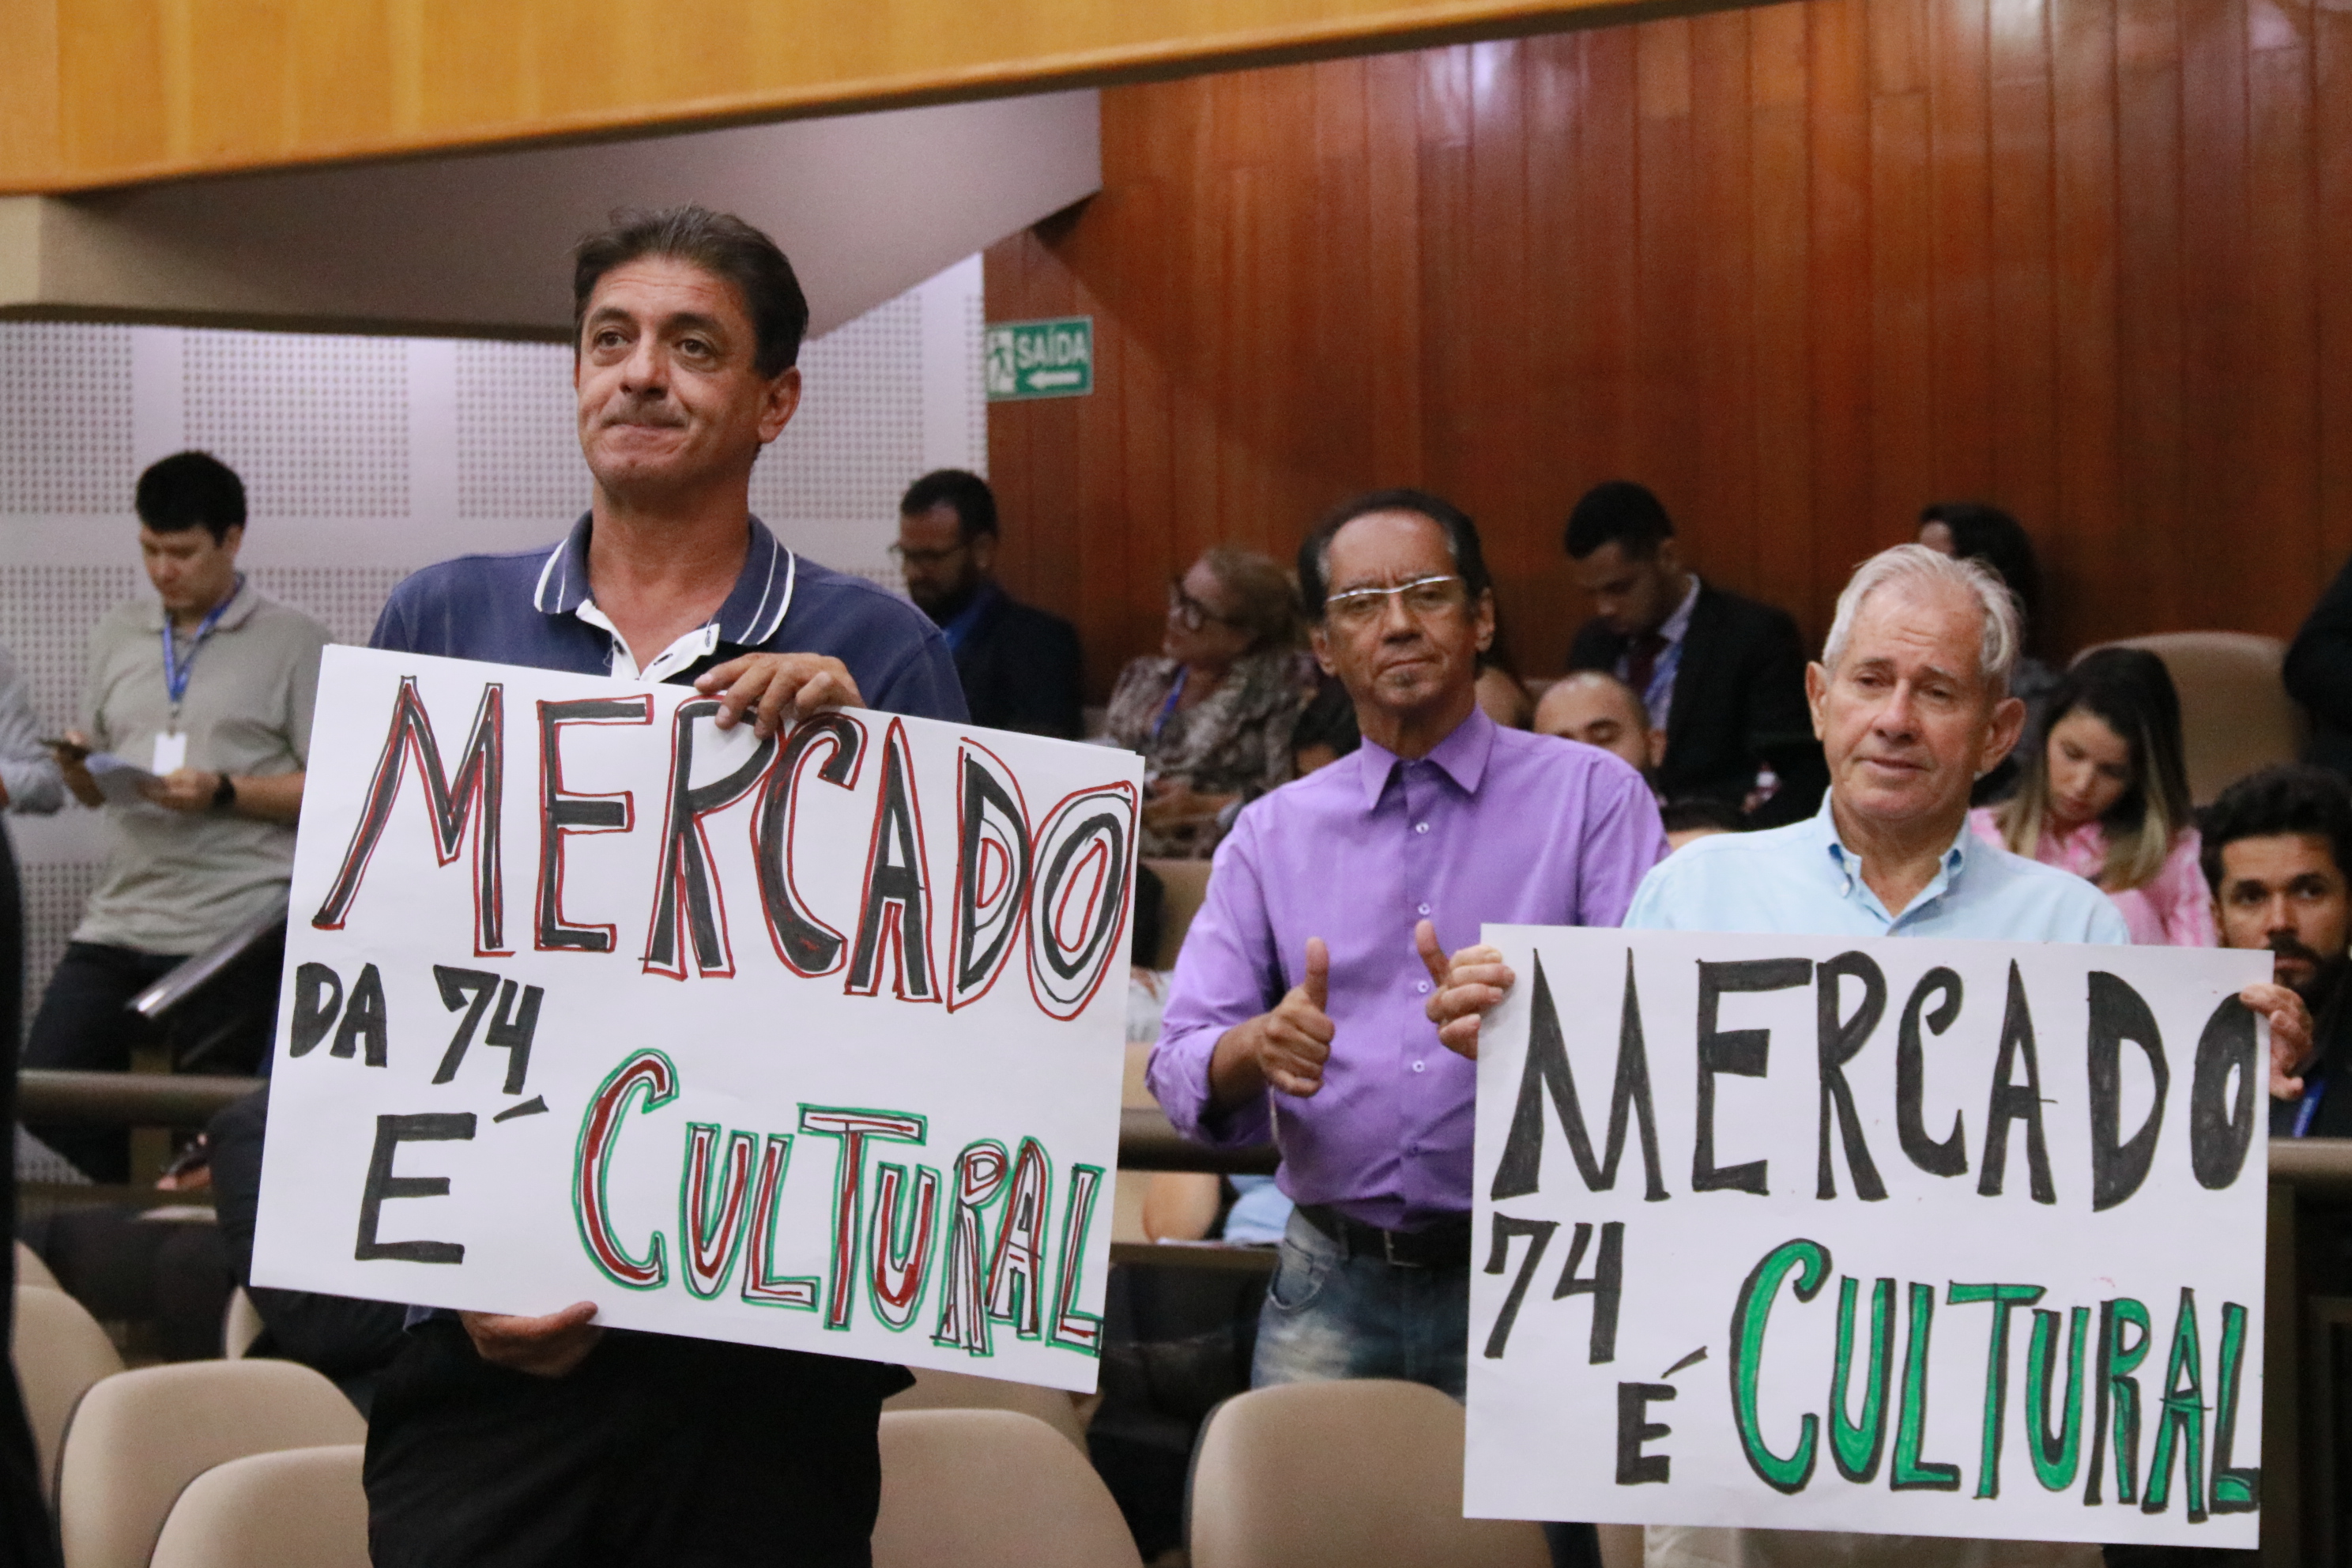 SAÍDA
MERCADO
DA 74
É CULTURAL
MERCADO
74
É CULTURAL